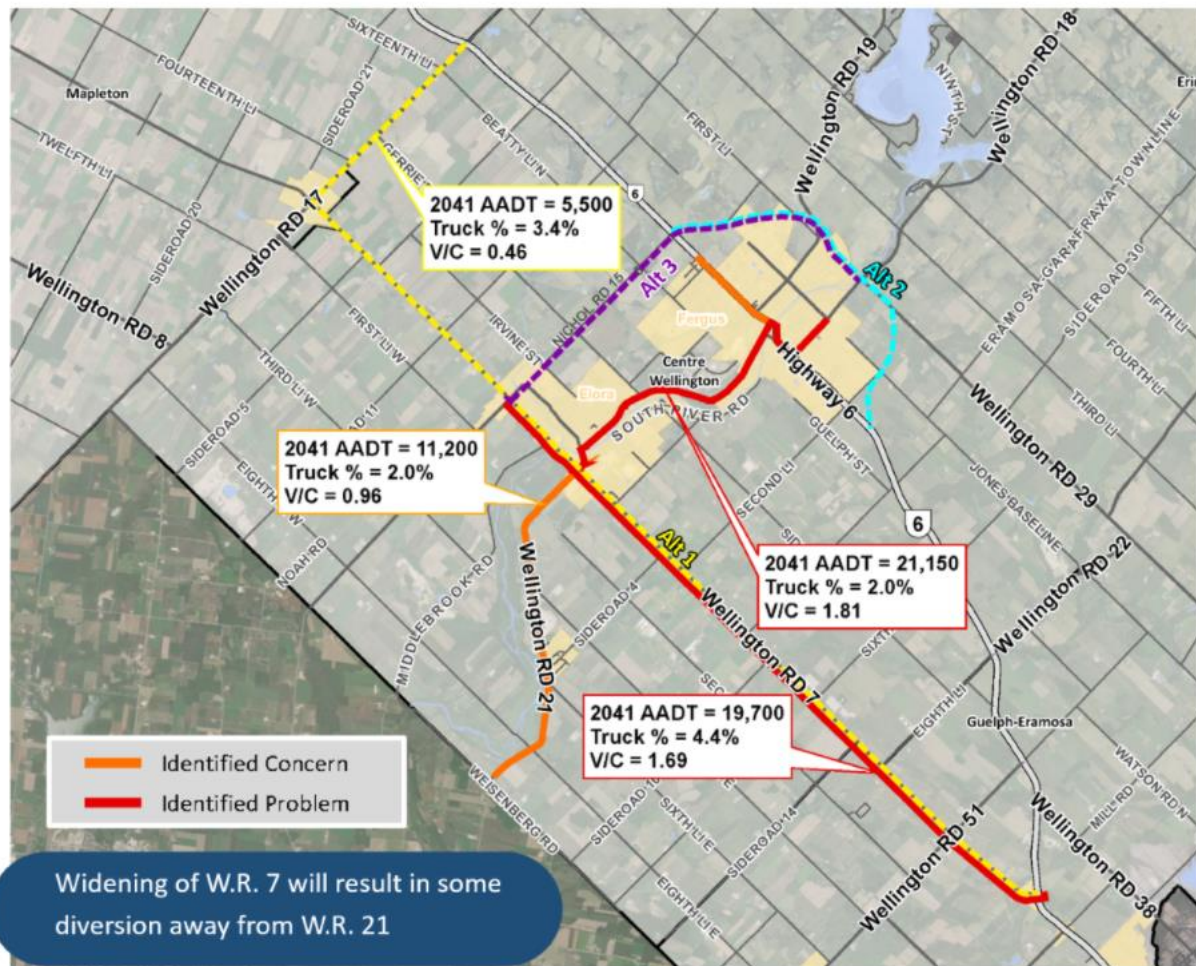 SIXTEENTH LI
FOURTEENTH LI
SIDEROAD 21
Mapleton
TWELFTH LI
SIDEROAD 20
Wellington RD 17
Wellington RD 8
BEATTY LI N
FIRST LI
Wellington RD 19
Wellington RD 18
NINTH ST
ERAMOSA GARAFRAXA TOWNLINE
SIDEROAD 30
FIFTH LI
FOURTH LI
THIRD LI
6
2041 AADT = 5,500
Truck % = 3.4%
V/C = 0.46
NICHOL RD 15
Alt 3
Alt 2
IRVINE ST
FIRST LI W
THIRD LI W
SIDEROAD 5
Fergus
Centre
Wellington
Highway 6
Elora
SOUTH RIVER RD
GUELPH ST
SECOND LI
JONES BASELINE
Wellington RD 29
Wellington RD 22
6
2041 AADT = 11,200
Truck % = 2.0%
V/C = 0.96
NOAH RD
MIDDLEBROOK RD
Wellington RD 21
SIDEROAD 4
Alt 1
Wellington RD 7
2041 AADT = 21,150
Truck % = 2.0%
V/C = 1.81
2041 AADT = 19,700
Truck % = 4.4%
V/C = 1.69
EIGHTH LI
Guelph-Eramosa
WATSON RD N
MILL RD
WEISENBERG RD
SIXTH LI E
SIDEROAD 14
EIGHTH LI E
Wellington RD 51
Wellington RD 38
Identified Concern
Identified Problem
Widening of W.R. 7 will result in some
diversion away from W.R. 21